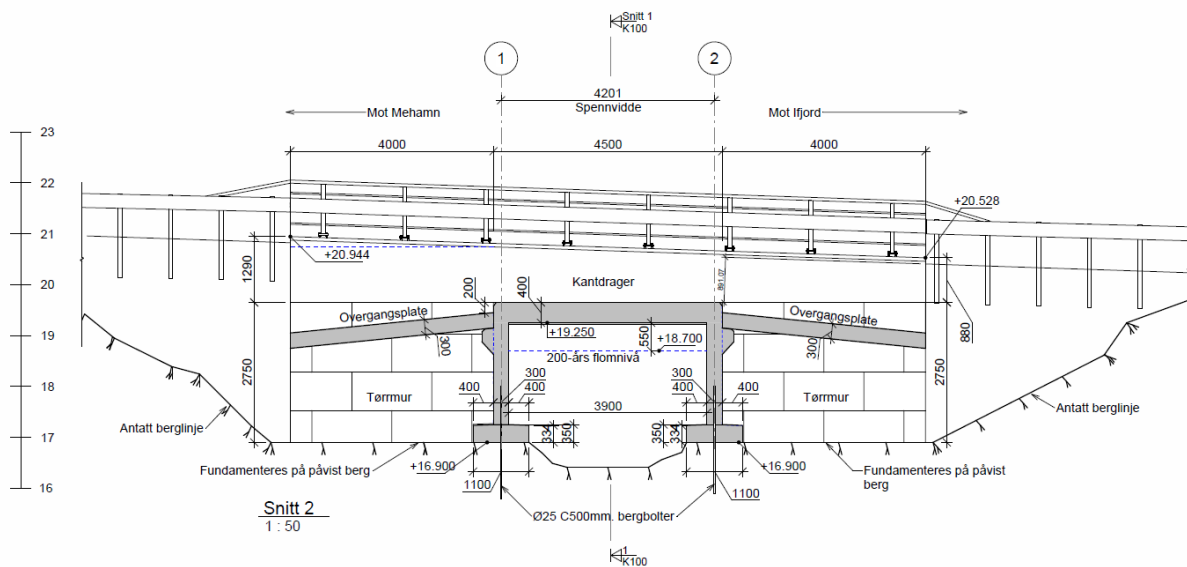 Snitt 1
K100
1
2
4201
Spennvidde
Mot Mehamn
Mot Ifjord
23
4000
4500
4000
22
+20.528
21
+20.944
1290
891.07
20
Kantdrager
200
400
Overgangsplate
Overgangsplate
19
+19.250
550
+18.700
300
300
880
200-års flomnivå
2750
2750
18
300
300
400
400
400
400
Tørrmur
Tørrmur
3900
Antatt berglinje
Antatt berglinje
17
334
350
350
334
Fundamenteres på påvist berg
+16.900
+16.900
Fundamenteres på påvist
berg
16
1100
1100
Snitt 2
1 : 50
Ø25 C500mm. bergbolter
1
K100